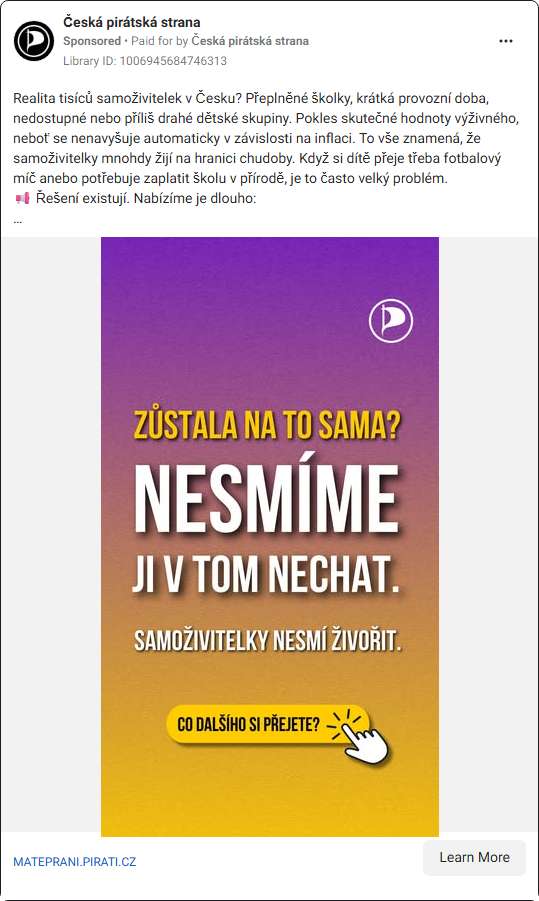 Česká pirátská strana
Sponsored • Paid for by Česká pirátská strana
Library ID: 1006945684746313
Realita tisíců samoživitelek v Česku? Přeplněné školky, krátká provozní doba,
nedostupné nebo příliš drahé dětské skupiny. Pokles skutečné hodnoty výživného,
neboť se nenavyšuje automaticky v závislosti na inflaci. To vše znamená, že
samoživitelky mnohdy žijí na hranici chudoby. Když si dítě přeje třeba fotbalový
míč anebo potřebuje zaplatit školu v přírodě, je to často velký problém.
Řešení existují. Nabízíme je dlouho:
...
ZŮSTALA NA TO SAMA?
NESMÍME
JI V TOM NECHAT.
SAMOŽIVITELKY NESMÍ ŽIVOŘIT.
CO DALŠÍHO SI PŘEJETE?
MATEPRANI.PIRATI.CZ
Learn More